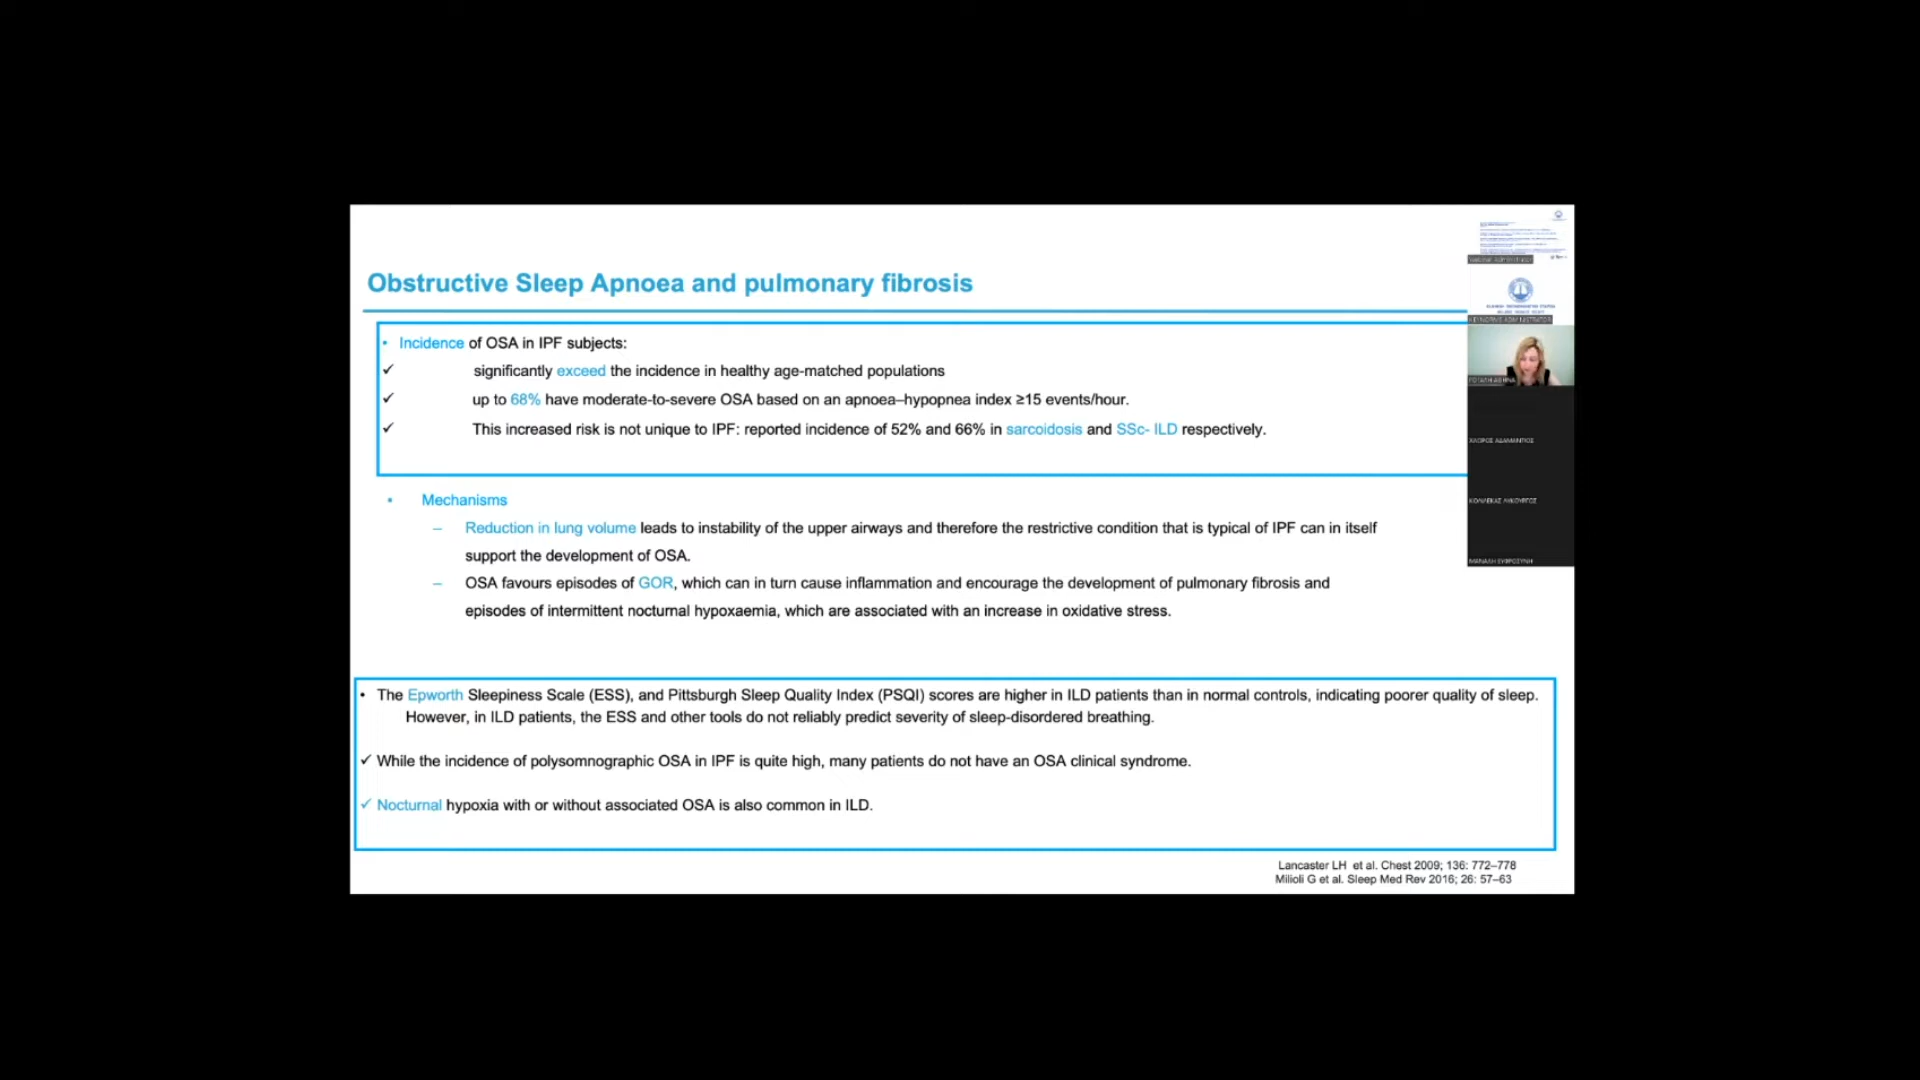 Obstructive Sleep Apnoea and pulmonary fibrosis
• Incidence of OSA in IPF subjects:
✓ significantly exceed the incidence in healthy age-matched populations
✓ up to 68% have moderate-to-severe OSA based on an apnoea–hypopnea index ≥15 events/hour.
✓ This increased risk is not unique to IPF: reported incidence of 52% and 66% in sarcoidosis and SSc- ILD respectively.
• Mechanisms
– Reduction in lung volume leads to instability of the upper airways and therefore the restrictive condition that is typical of IPF can in itself
support the development of OSA.
– OSA favours episodes of GOR, which can in turn cause inflammation and encourage the development of pulmonary fibrosis and
episodes of intermittent nocturnal hypoxaemia, which are associated with an increase in oxidative stress.
• The Epworth Sleepiness Scale (ESS), and Pittsburgh Sleep Quality Index (PSQI) scores are higher in ILD patients than in normal controls, indicating poorer quality of sleep.
However, in ILD patients, the ESS and other tools do not reliably predict severity of sleep-disordered breathing.
✓ While the incidence of polysomnographic OSA in IPF is quite high, many patients do not have an OSA clinical syndrome.
✓ Nocturnal hypoxia with or without associated OSA is also common in ILD.
Lancaster LH et al. Chest 2009; 136: 772–778
Milioli G et al. Sleep Med Rev 2016; 26: 57–63
ΧΛΩΡΟΣ ΑΔΑΜΑΝΤΙΟΣ
ΜΑΝΑΛΗ ΕΥΦΡΟΣΥΝΗ